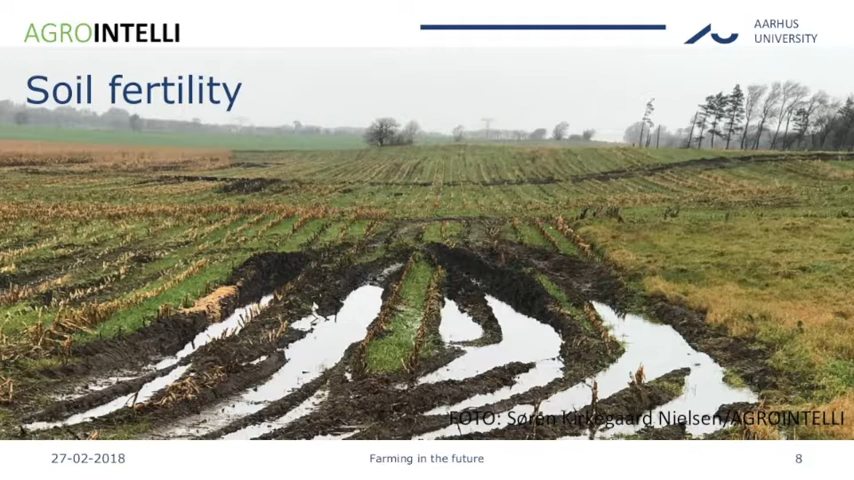 AGROINTELLI
AARHUS
UNIVERSITY
Soil fertility
FOTO: Søren Kirkegaard Nielsen/AGROINTELLI
27-02-2018
Farming in the future
8